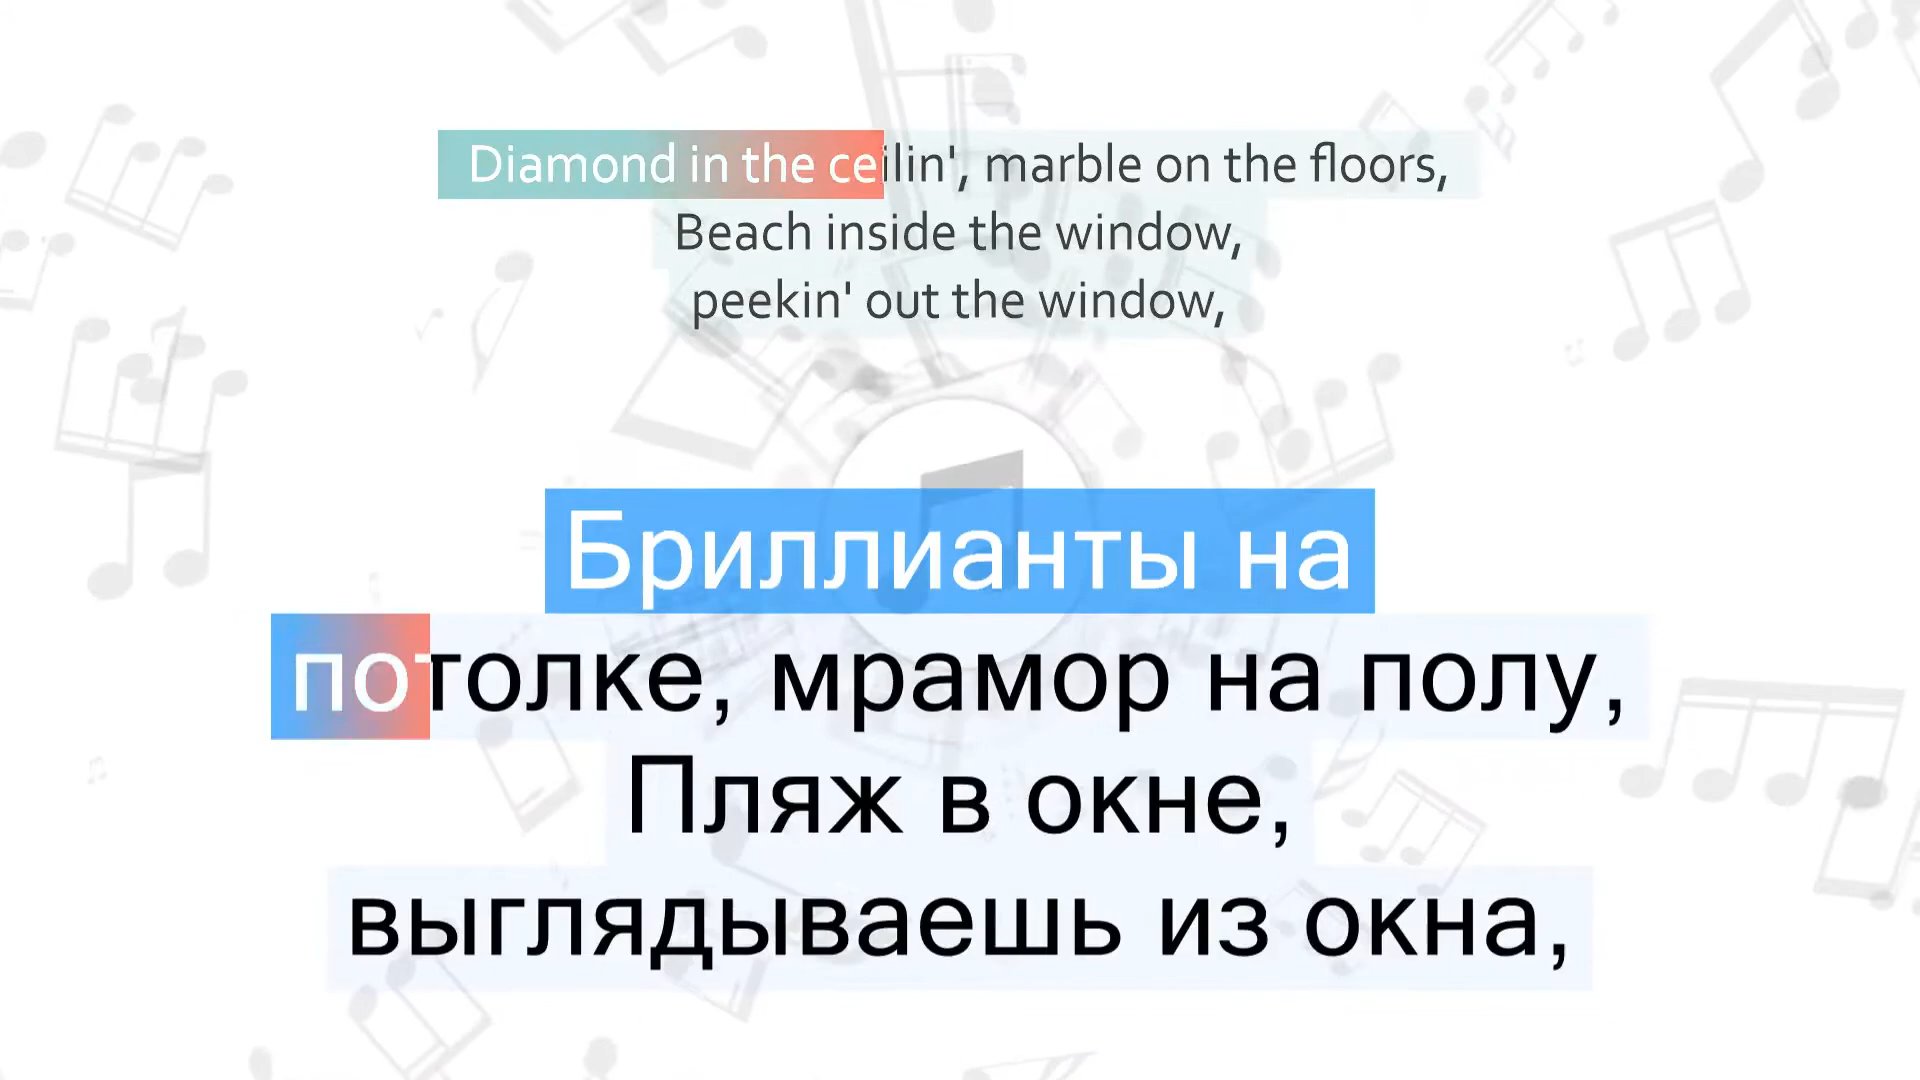 Diamond in the ceilin', marble on the floors,
Beach inside the window,
peekin' out the window,
Бриллианты на
потолке, мрамор на полу,
Пляж в окне,
выглядываешь из окна,